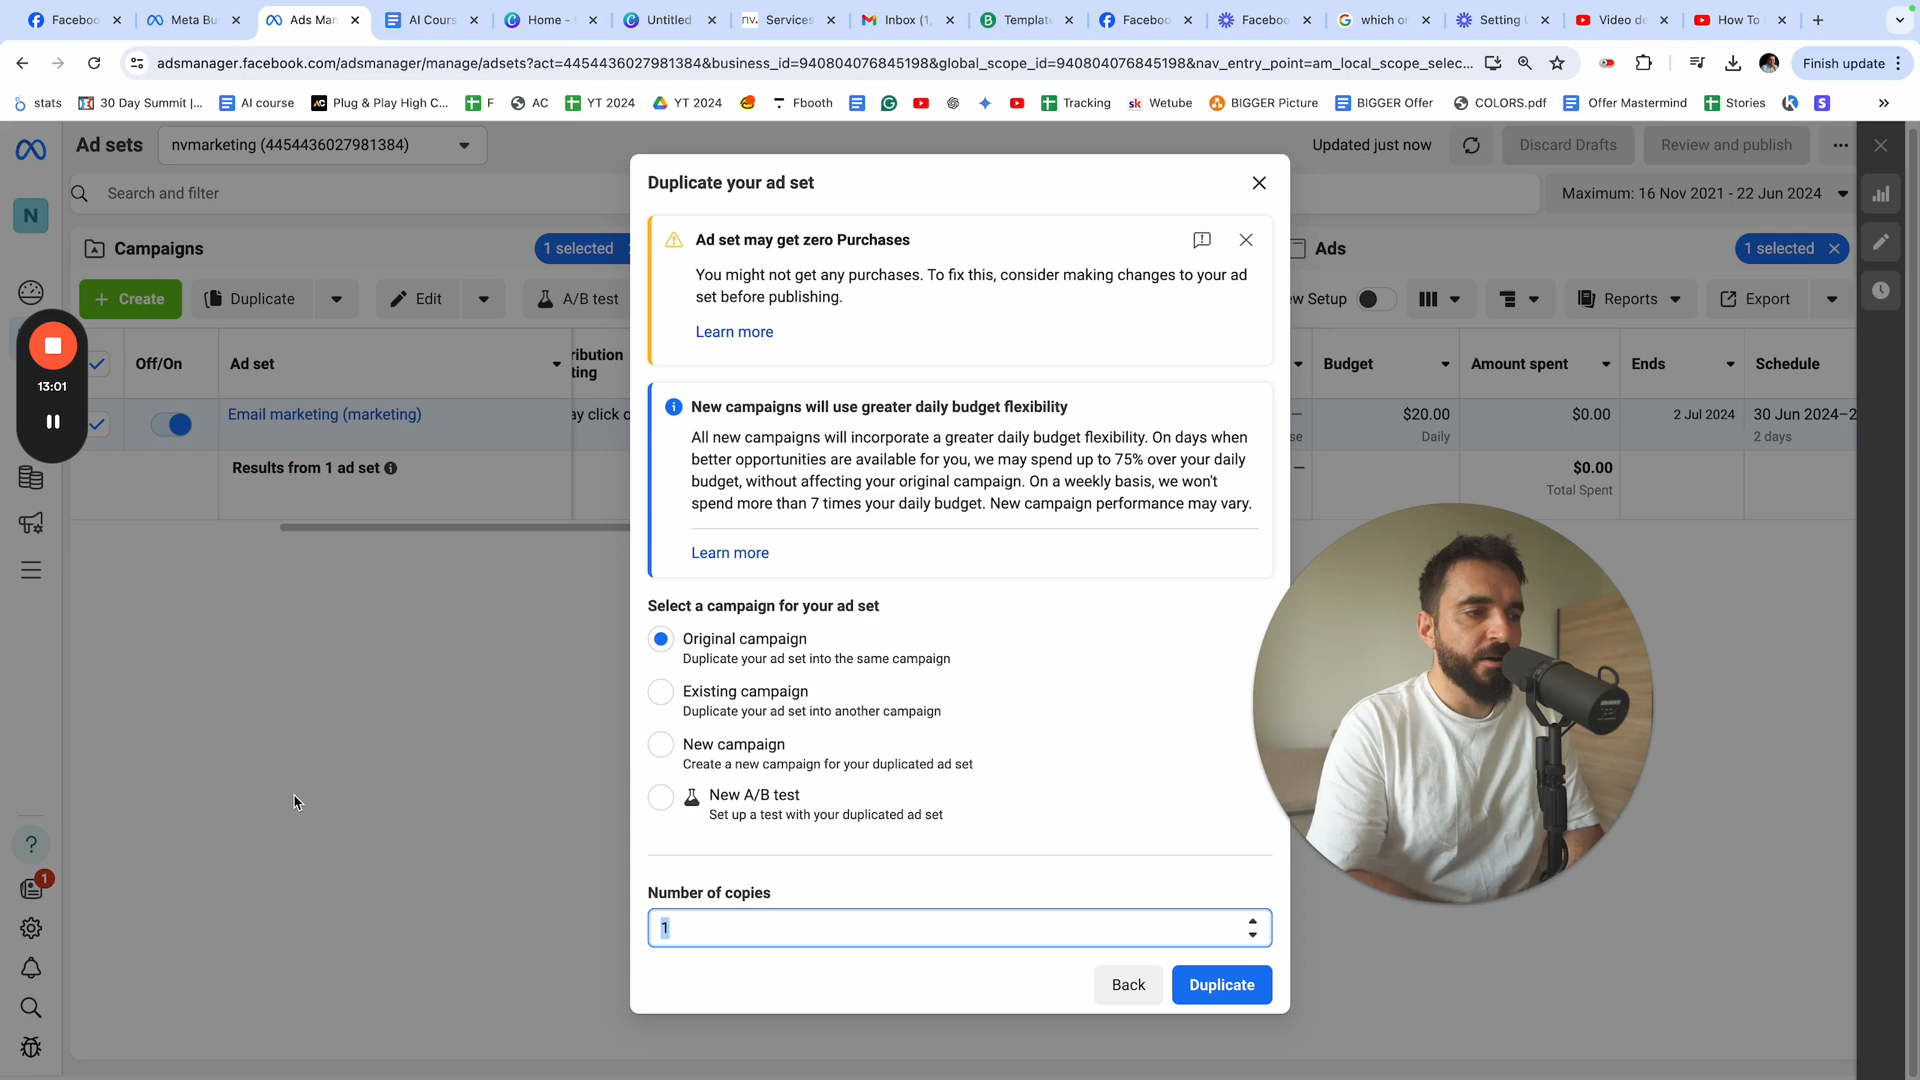 Facebo
Meta Bu
Ads Man
AI Cours
Home -
Untitled
nv. Services
Inbox (1,
Templat
Facebo
Facebo
which or
Setting
Video de
How To
adsmanager.facebook.com/adsmanager/manage/adsets?act=4454436027981384&business_id=940804076845198&global_scope_id=940804076845198&nav_entry_point=am_local_scope_selec...
Finish update
stats
30 Day Summit |...
AI course
Plug & Play High C...
F
AC
YT 2024
YT 2024
Fbooth
Tracking
sk Wetube
BIGGER Picture
BIGGER Offer
COLORS.pdf
Offer Mastermind
Stories
Ad sets
nvmarketing (4454436027981384)
Updated just now
Discard Drafts
Review and publish
Search and filter
Maximum: 16 Nov 2021 - 22 Jun 2024
N
Campaigns
1 selected
Ads
1 selected
+ Create
Duplicate
Edit
A/B test
w Setup
Reports
Export
13:01
Off/On
Ad set
ribution
ting
Budget
Amount spent
Ends
Schedule
Email marketing (marketing)
ay click o
$20.00
Daily
$0.00
2 Jul 2024
30 Jun 2024–2
2 days
Results from 1 ad set
$0.00
Total Spent
1
Duplicate your ad set
Ad set may get zero Purchases
You might not get any purchases. To fix this, consider making changes to your ad
set before publishing.
Learn more
New campaigns will use greater daily budget flexibility
All new campaigns will incorporate a greater daily budget flexibility. On days when
better opportunities are available for you, we may spend up to 75% over your daily
budget, without affecting your original campaign. On a weekly basis, we won't
spend more than 7 times your daily budget. New campaign performance may vary.
Learn more
Select a campaign for your ad set
Original campaign
Duplicate your ad set into the same campaign
Existing campaign
Duplicate your ad set into another campaign
New campaign
Create a new campaign for your duplicated ad set
New A/B test
Set up a test with your duplicated ad set
Number of copies
1
Back
Duplicate